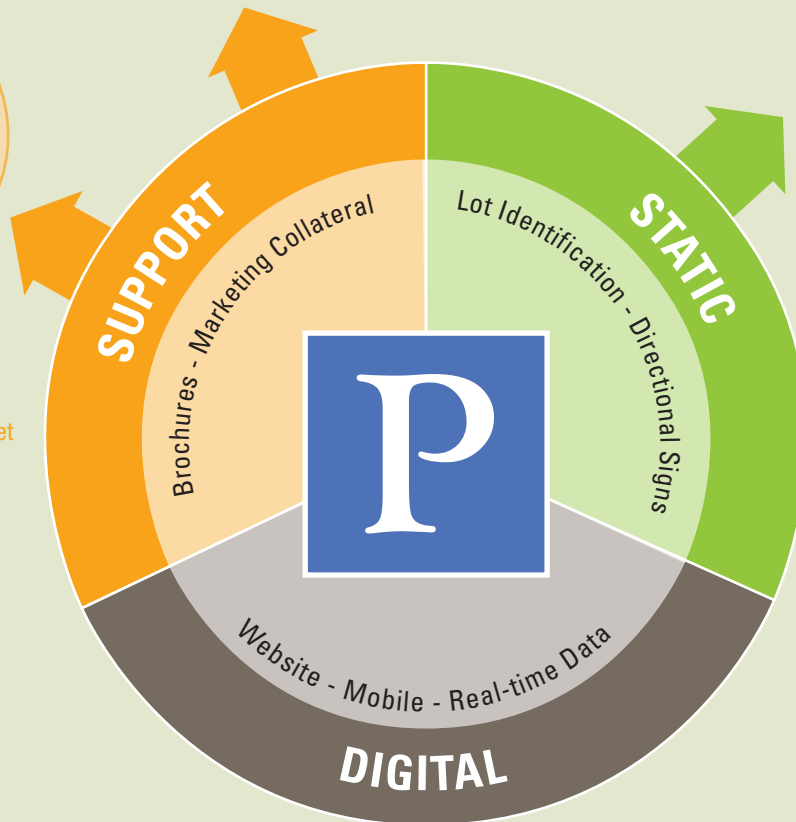 SUPPORT
Brochures - Marketing Collateral
STATIC
Lot Identification - Directional Signs
P
Website - Mobile - Real-time Data
DIGITAL